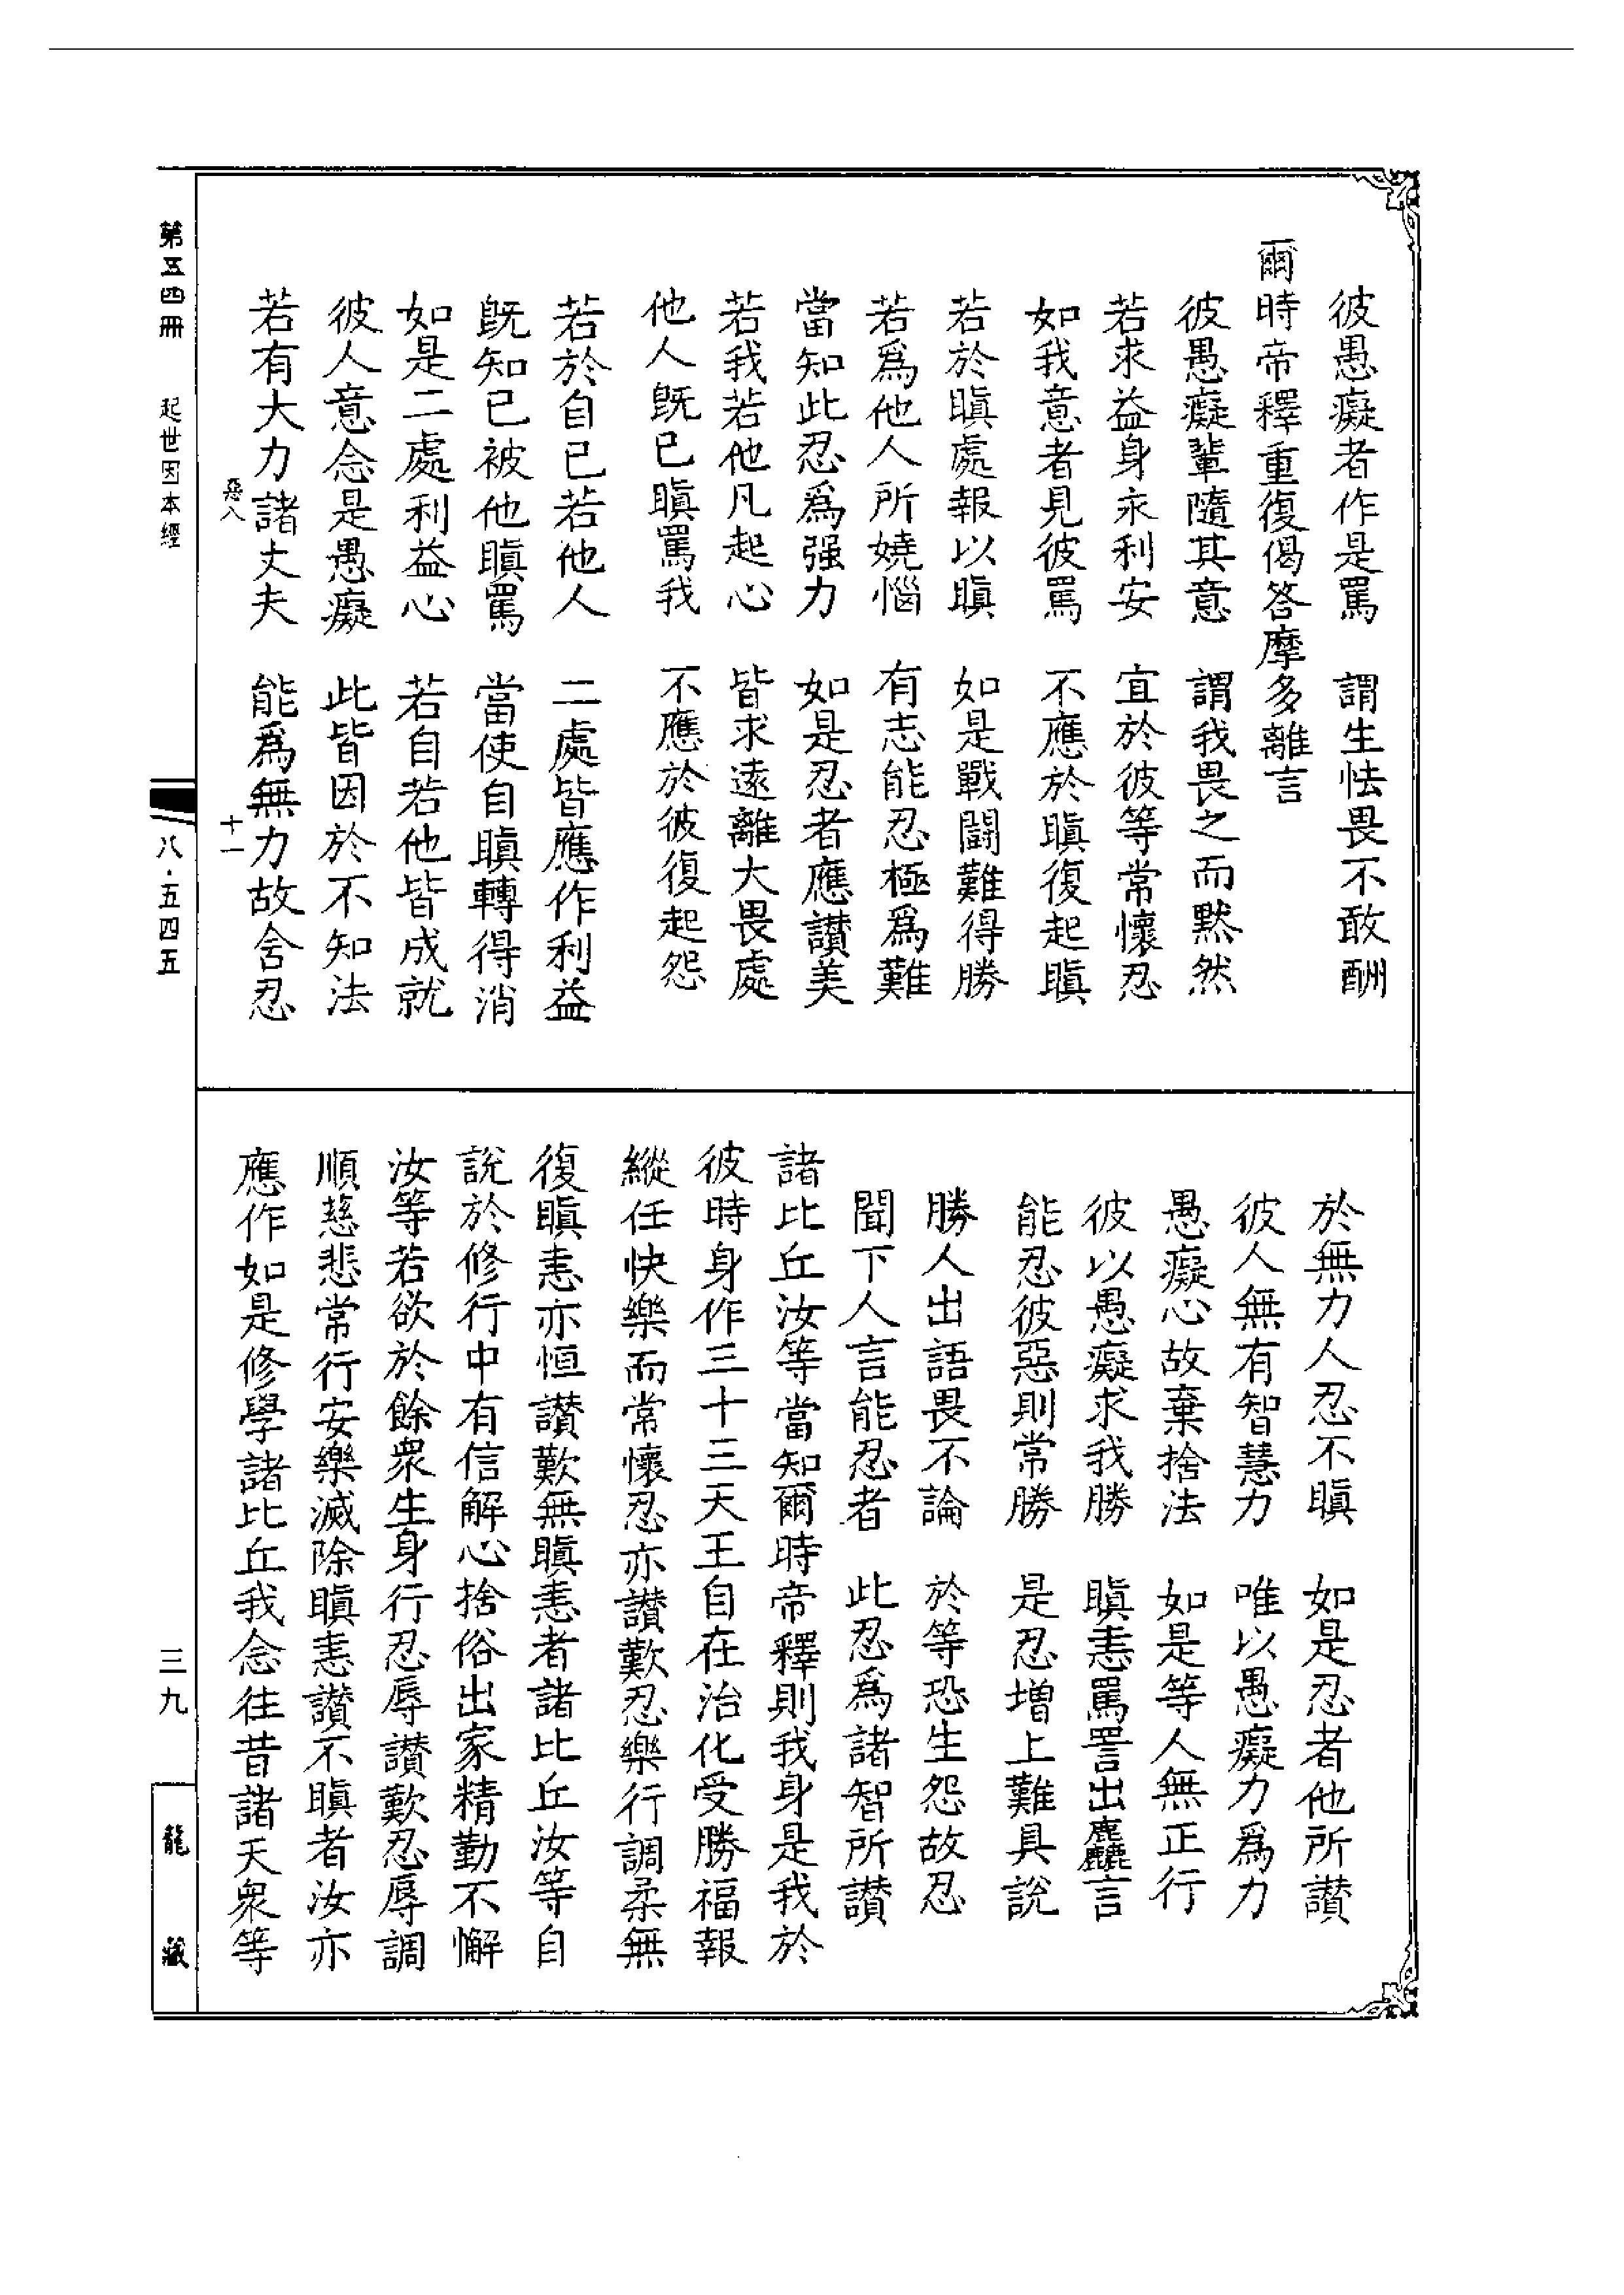 彼愚癡者作是罵　謂生怯畏不敢酬
爾時帝釋重復偈答摩多離言
彼愚癡輩隨其意　謂我畏之而默然
若求益身永利安　宜於彼等常懷忍
如我意者見彼罵　不應於瞋復起瞋
若於瞋處報以瞋　如是戰鬪難得勝
若爲他人所嬈惱　有志能忍極爲難
當知此忍爲强力　如是忍者應讃美
若我若他凡起心　皆求遠離大畏處
他人既已瞋罵我　不應於彼復起怨
若於自己若他人　二處皆應作利益
既知已被他瞋罵　當使自瞋轉得消
如是二處利益心　若自若他皆成就
彼人意念是愚癡　此皆因於不知法
若有大力諸丈夫　能爲無力故含忍
惡八　十一
於無力人忍不瞋　如是忍者他所讃
彼人無有智慧力　唯以愚癡力爲力
愚癡心故棄捨法　如是等人無正行
彼以愚癡求我勝　瞋恚罵詈出麤言
能忍彼惡則常勝　是忍增上難具說
勝人出語畏不論　於等恐生怨故忍
聞下人言能忍者　此忍爲諸智所讃
諸比丘汝等當知爾時帝釋則我身是我於
彼時身作三十三天王自在治化受勝福報
縱任快樂而常懷忍亦讃歎忍樂行調柔無
復瞋恚亦恒讃歎無瞋恚者諸比丘汝等自
說於修行中有信解心捨俗出家精勤不懈
汝等若欲於餘衆生身行忍辱讃歎忍辱調
順慈悲常行安樂滅除瞋恚讃不瞋者汝亦
應作如是修學諸比丘我念往昔諸天衆等
第五四冊　起世因本經　八·五四五　三九　龍藏